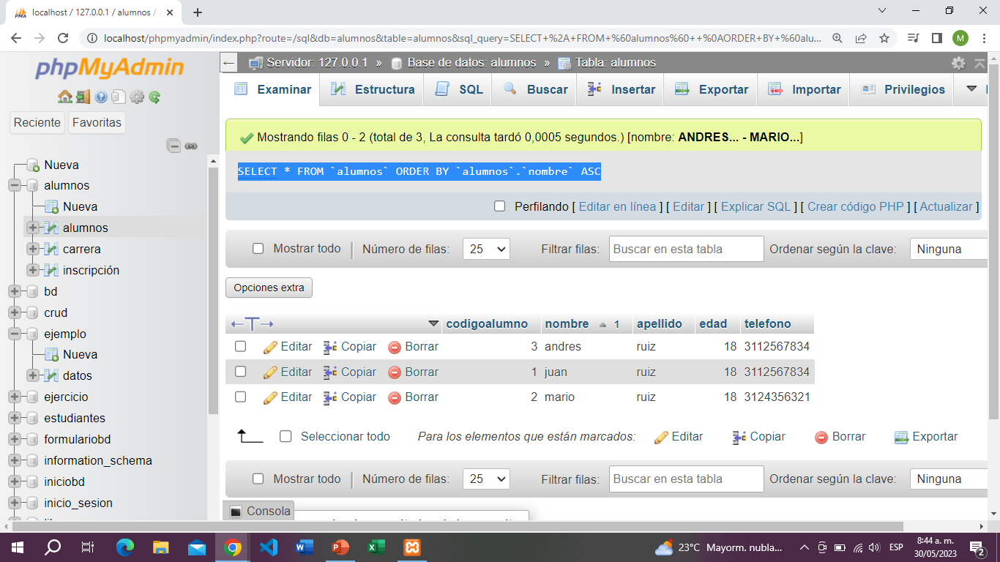 localhost / 127.0.0.1 / alumnos /
localhost/phpmyadmin/index.php?route=/sql&db=alumnos&table=alumnos&sql_query=SELECT+%2A+FROM+%60alumnos%60++%0AORDER+BY+%60alu...
M
phpMyAdmin
Reciente
Favoritas
Nueva
alumnos
Nueva
alumnos
carrera
inscripción
bd
crud
ejemplo
Nueva
datos
ejercicio
estudiantes
formulariobd
information_schema
iniciobd
inicio_sesion
Servidor: 127.0.0.1 » Base de datos: alumnos » Tabla: alumnos
Examinar Estructura SQL Buscar Insertar Exportar Importar Privilegios
Mostrando filas 0 - 2 (total de 3, La consulta tardó 0,0005 segundos.) [nombre: ANDRES... - MARIO...]
SELECT * FROM `alumnos` ORDER BY `alumnos`.`nombre` ASC
Perfilando [ Editar en línea ] [ Editar ] [ Explicar SQL ] [ Crear código PHP ] [ Actualizar ]
Mostrar todo Número de filas: 25 Filtrar filas: Buscar en esta tabla Ordenar según la clave: Ninguna
Opciones extra
codigoalumno nombre 1 apellido edad telefono
Editar Copiar Borrar 3 andres ruiz 18 3112567834
Editar Copiar Borrar 1 juan ruiz 18 3112567834
Editar Copiar Borrar 2 mario ruiz 18 3124356321
Seleccionar todo Para los elementos que están marcados: Editar Copiar Borrar Exportar
Mostrar todo Número de filas: 25 Filtrar filas: Buscar en esta tabla Ordenar según la clave: Ninguna
Consola
23°C Mayorm. nubla...
ESP
8:44 a. m.
30/05/2023
2